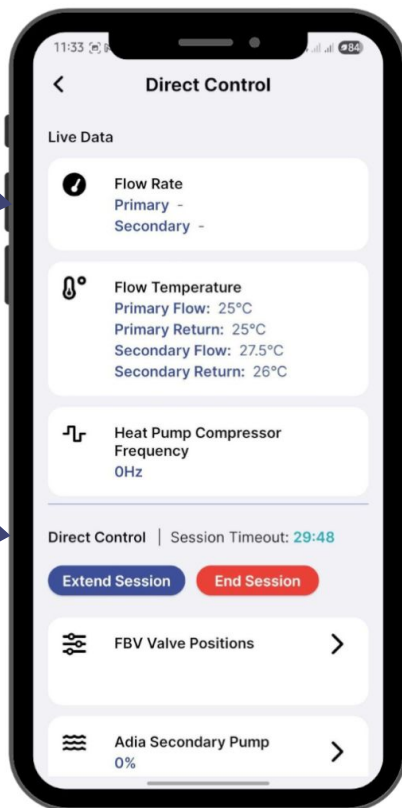 11:33
84
Direct Control
Live Data
Flow Rate
Primary -
Secondary -
Flow Temperature
Primary Flow: 25°C
Primary Return: 25°C
Secondary Flow: 27.5°C
Secondary Return: 26°C
Heat Pump Compressor
Frequency
0Hz
Direct Control | Session Timeout: 29:48
Extend Session End Session
FBV Valve Positions
Adia Secondary Pump
0%